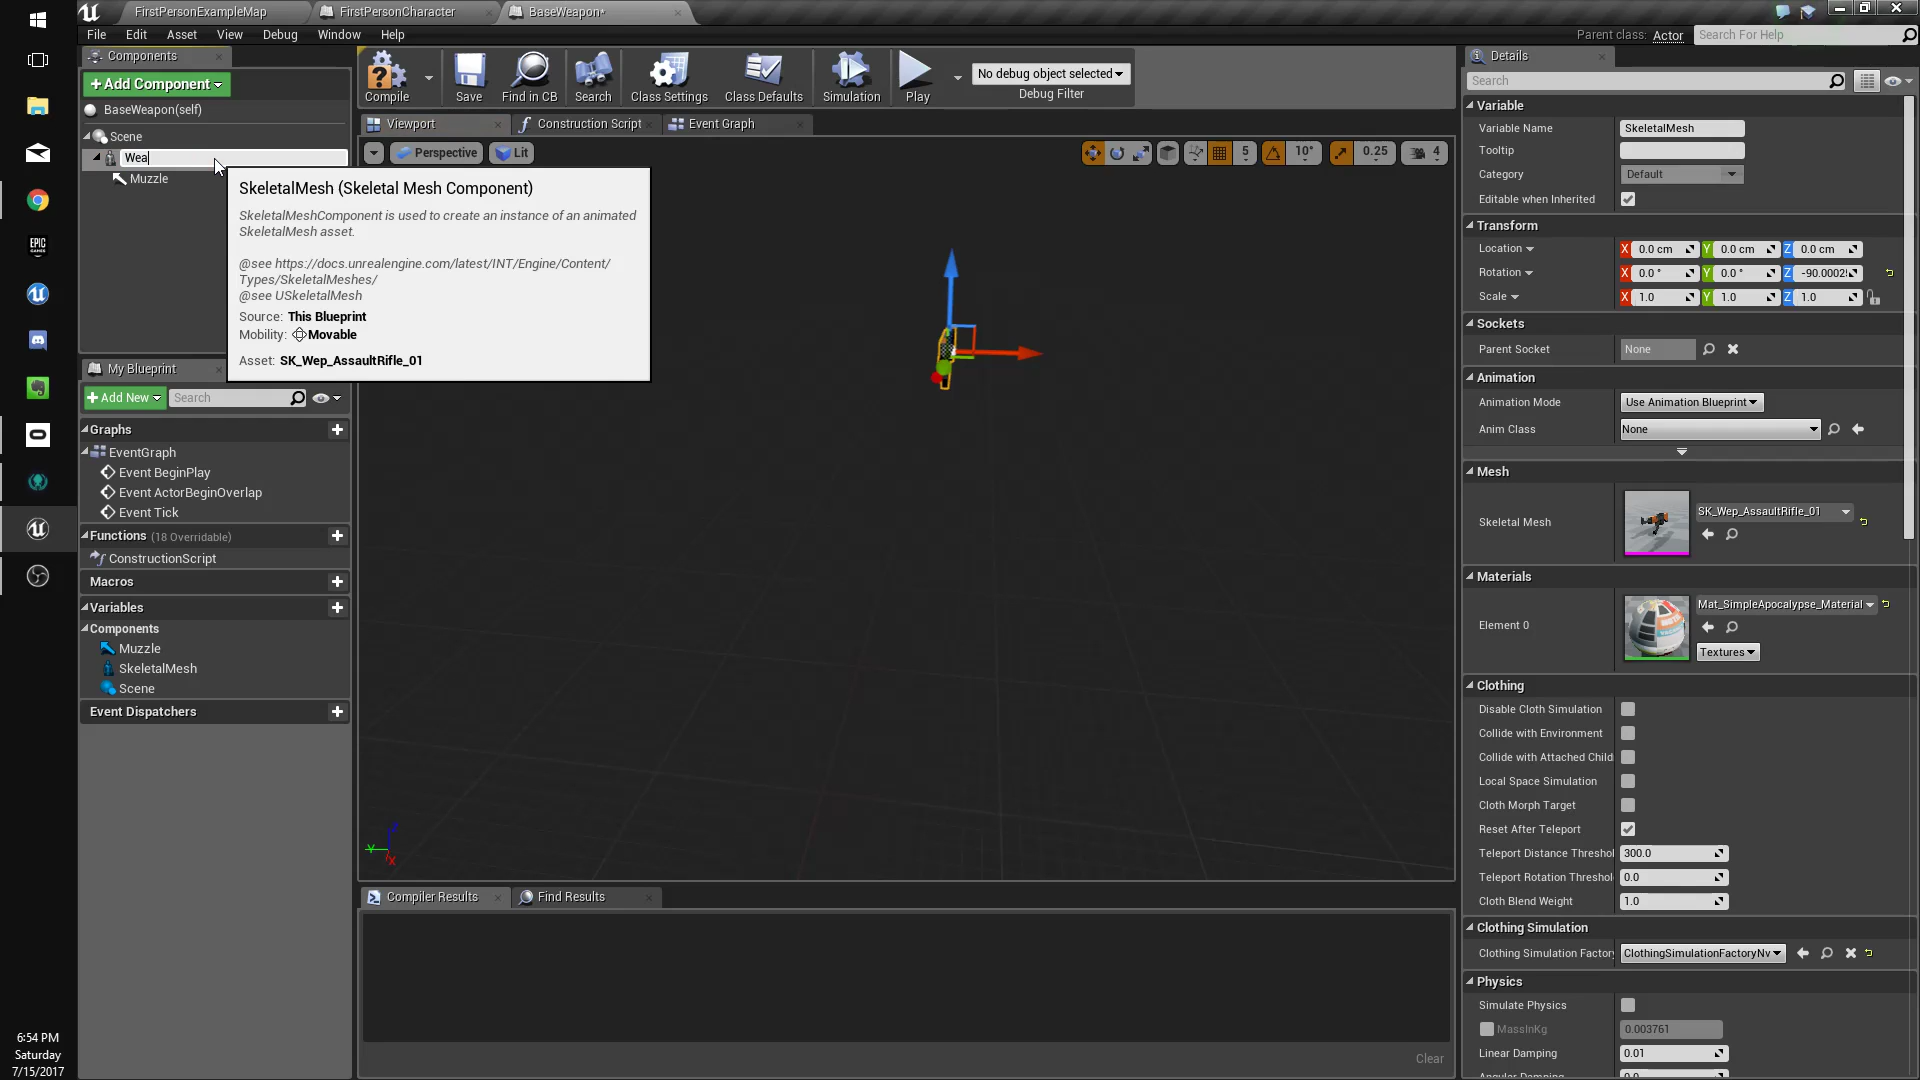 FirstPersonExampleMap
FirstPersonCharacter
BaseWeapon*
File Edit Asset View Debug Window Help
Parent class: Actor
Search For Help
Components
+Add Component
BaseWeapon(self)
Scene
Wea
Muzzle
SkeletalMesh (Skeletal Mesh Component)
SkeletalMeshComponent is used to create an instance of an animated
SkeletalMesh asset.
@see https://docs.unrealengine.com/latest/INT/Engine/Content/
Types/SkeletalMeshes/
@see USkeletalMesh
Source: This Blueprint
Mobility: Movable
Asset: SK_Wep_AssaultRifle_01
My Blueprint
+Add New
Search
Graphs
EventGraph
Event BeginPlay
Event ActorBeginOverlap
Event Tick
Functions (18 Overridable)
ConstructionScript
Macros
Variables
Components
Muzzle
SkeletalMesh
Scene
Event Dispatchers
Compile
Save
Find in CB
Search
Class Settings
Class Defaults
Simulation
Play
No debug object selected
Debug Filter
Viewport
Construction Script
Event Graph
Perspective
Lit
5
10°
0.25
4
Compiler Results
Find Results
Clear
Details
Search
Variable
Variable Name SkeletalMesh
Tooltip
Category Default
Editable when Inherited
Transform
Location X 0.0 cm Y 0.0 cm Z 0.0 cm
Rotation X 0.0 ° Y 0.0 ° Z
Scale X 1.0 Y 1.0 Z 1.0
Sockets
Parent Socket None
Animation
Animation Mode Use Animation Blueprint
Anim Class None
Mesh
Skeletal Mesh SK_Wep_AssaultRifle_01
Materials
Element 0 Mat_SimpleApocalypse_Material
Textures
Clothing
Disable Cloth Simulation
Collide with Environment
Collide with Attached Child
Local Space Simulation
Cloth Morph Target
Reset After Teleport
Teleport Distance Threshol 300.0
Teleport Rotation Threshol 0.0
Cloth Blend Weight 1.0
Clothing Simulation
Clothing Simulation Factory ClothingSimulationFactoryNv
Physics
Simulate Physics
MassInKg 0.003761
Linear Damping 0.01
EPIC
GAMES
6:54 PM
Saturday
7/15/2017